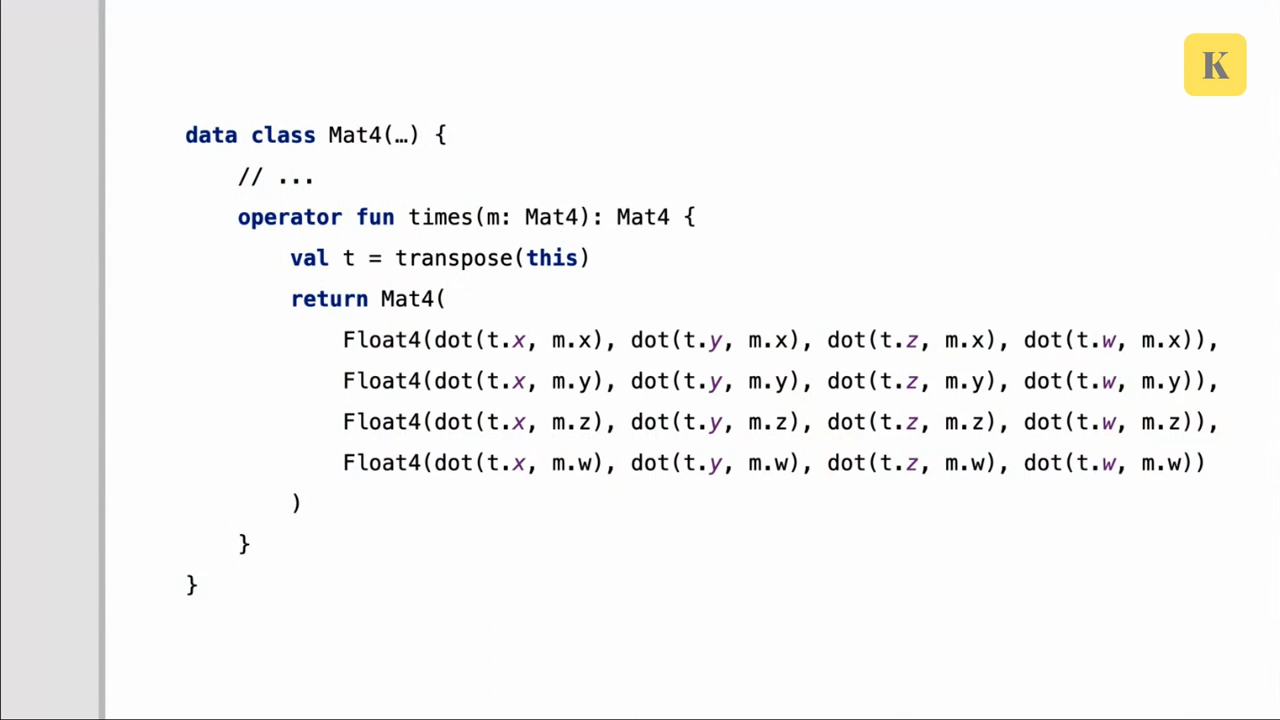 K
data class Mat4(…) {
    // ...
    operator fun times(m: Mat4): Mat4 {
        val t = transpose(this)
        return Mat4(
            Float4(dot(t.x, m.x), dot(t.y, m.x), dot(t.z, m.x), dot(t.w, m.x)),
            Float4(dot(t.x, m.y), dot(t.y, m.y), dot(t.z, m.y), dot(t.w, m.y)),
            Float4(dot(t.x, m.z), dot(t.y, m.z), dot(t.z, m.z), dot(t.w, m.z)),
            Float4(dot(t.x, m.w), dot(t.y, m.w), dot(t.z, m.w), dot(t.w, m.w))
        )
    }
}